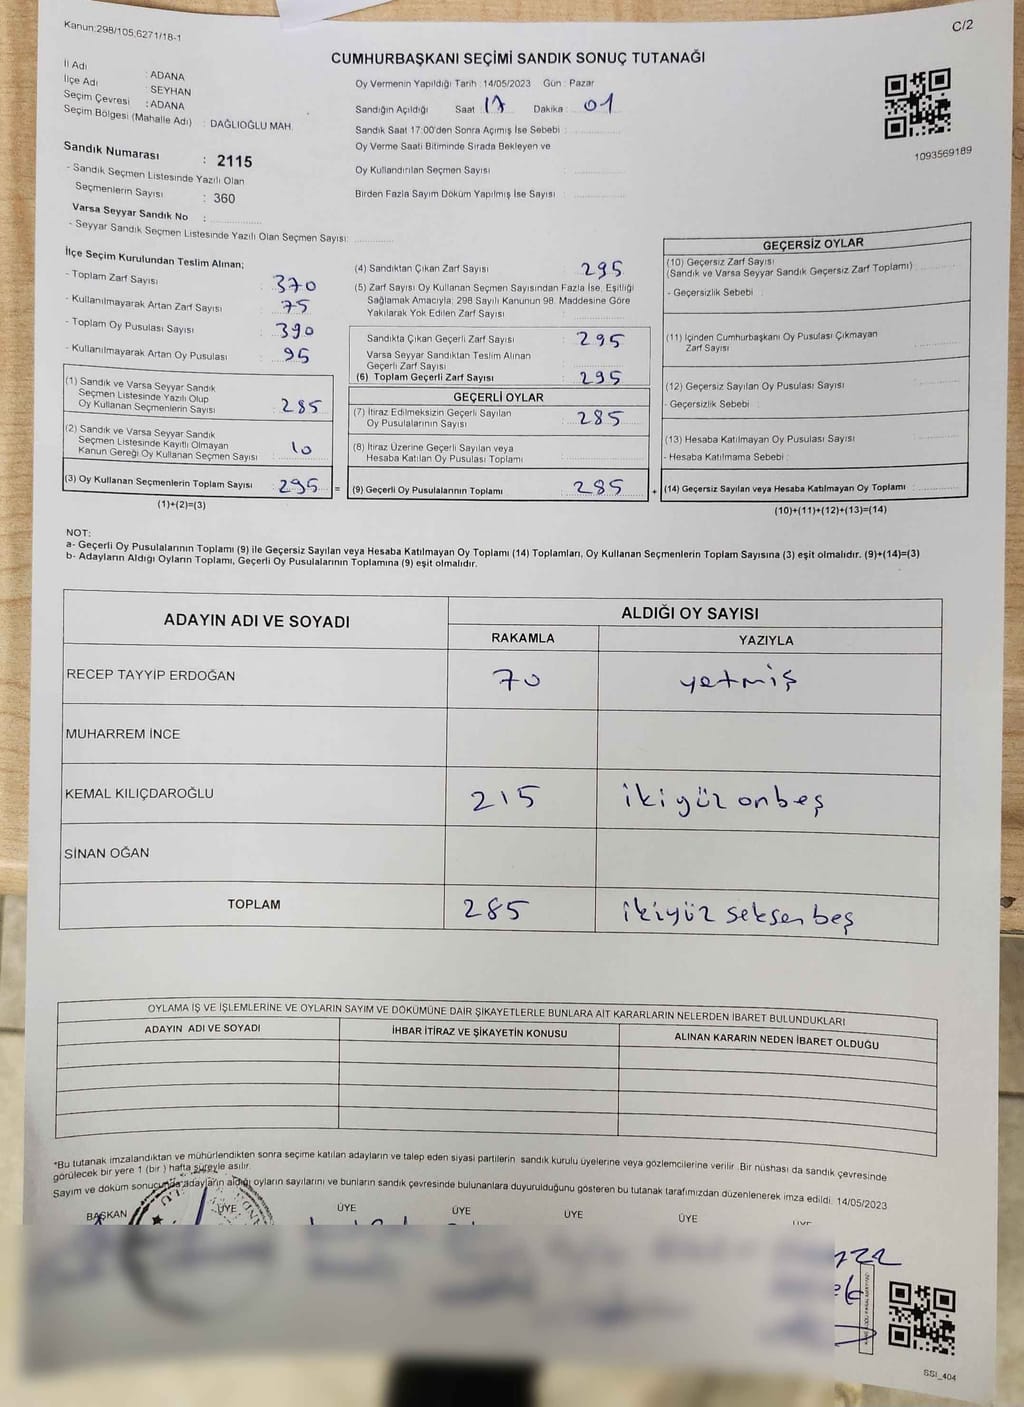 Kanun:298/105,6271/18-1
C/2
CUMHURBAŞKANI SEÇİMİ SANDIK SONUÇ TUTANAĞI
İl Adı : ADANA
İlçe Adı : SEYHAN
Seçim Çevresi : ADANA
Seçim Bölgesi (Mahalle Adı) : DAĞLIOĞLU MAH.
Oy Vermenin Yapıldığı Tarih : 14/05/2023 Gün : Pazar
Sandığın Açıldığı Saat : 17 Dakika : 01
Sandık Saat 17:00'den Sonra Açımış İse Sebebi :
Oy Verme Saati Bitiminde Sırada Bekleyen ve
Oy Kullandırılan Seçmen Sayısı :
Birden Fazla Sayım Döküm Yapılmış İse Sayısı :
1093569189
Sandık Numarası : 2115
- Sandık Seçmen Listesinde Yazılı Olan
Seçmenlerin Sayısı : 360
Varsa Seyyar Sandık No :
- Seyyar Sandık Seçmen Listesinde Yazılı Olan Seçmen Sayısı:
İlçe Seçim Kurulundan Teslim Alınan;
- Toplam Zarf Sayısı : 370
- Kullanılmayarak Artan Zarf Sayısı : 75
- Toplam Oy Pusulası Sayısı : 390
- Kullanılmayarak Artan Oy Pusulası : 95
(1) Sandık ve Varsa Seyyar Sandık
Seçmen Listesinde Yazılı Olup
Oy Kullanan Seçmenlerin Sayısı : 285
(2) Sandık ve Varsa Seyyar Sandık
Seçmen Listesinde Kayıtlı Olmayan
Kanun Gereği Oy Kullanan Seçmen Sayısı : 10
(3) Oy Kullanan Seçmenlerin Toplam Sayısı : 295 =
(1)+(2)=(3)
(4) Sandıktan Çıkan Zarf Sayısı : 295
(5) Zarf Sayısı Oy Kullanan Seçmen Sayısından Fazla İse, Eşitliği
Sağlamak Amacıyla; 298 Sayılı Kanunun 98. Maddesine Göre
Yakılarak Yok Edilen Zarf Sayısı :
Sandıkta Çıkan Geçerli Zarf Sayısı : 295
Varsa Seyyar Sandıktan Teslim Alınan
Geçerli Zarf Sayısı :
(6) Toplam Geçerli Zarf Sayısı : 295
GEÇERLİ OYLAR
(7) İtiraz Edilmeksizin Geçerli Sayılan
Oy Pusulalarının Sayısı : 285
(8) İtiraz Üzerine Geçerli Sayılan veya
Hesaba Katılan Oy Pusulası Toplamı :
(9) Geçerli Oy Pusulalarının Toplamı : 285 +
GEÇERSİZ OYLAR
(10) Geçersiz Zarf Sayısı
(Sandık ve Varsa Seyyar Sandık Geçersiz Zarf Toplamı) :
- Geçersizlik Sebebi :
(11) İçinden Cumhurbaşkanı Oy Pusulası Çıkmayan
Zarf Sayısı :
(12) Geçersiz Sayılan Oy Pusulası Sayısı :
- Geçersizlik Sebebi :
(13) Hesaba Katılmayan Oy Pusulası Sayısı :
- Hesaba Katılmama Sebebi :
(14) Geçersiz Sayılan veya Hesaba Katılmayan Oy Toplamı :
(10)+(11)+(12)+(13)=(14)
NOT:
a- Geçerli Oy Pusulalarının Toplamı (9) ile Geçersiz Sayılan veya Hesaba Katılmayan Oy Toplamı (14) Toplamları, Oy Kullanan Seçmenlerin Toplam Sayısına (3) eşit olmalıdır. (9)+(14)=(3)
b- Adayların Aldığı Oyların Toplamı, Geçerli Oy Pusulalarının Toplamına (9) eşit olmalıdır.
ADAYIN ADI VE SOYADI
ALDIĞI OY SAYISI
RAKAMLA YAZIYLA
RECEP TAYYİP ERDOĞAN 70 yetmiş
MUHARREM İNCE
KEMAL KILIÇDAROĞLU 215 ikiyüz onbeş
SİNAN OĞAN
TOPLAM 285 ikiyüz seksen beş
OYLAMA İŞ VE İŞLEMLERİNE VE OYLARIN SAYIM VE DÖKÜMÜNE DAİR ŞİKAYETLERLE BUNLARA AİT KARARLARIN NELERDEN İBARET BULUNDUKLARI
ADAYIN ADI VE SOYADI İHBAR İTİRAZ VE ŞİKAYETİN KONUSU ALINAN KARARIN NEDEN İBARET OLDUĞU
*Bu tutanak imzalandıktan ve mühürlendikten sonra seçime katılan adayların ve talep eden siyasi partilerin sandık kurulu üyelerine veya gözlemcilerine verilir. Bir nüshası da sandık çevresinde
görülecek bir yere 1 (bir ) hafta süreyle asılır.
Sayım ve döküm sonucunda adayların aldığı oyların sayılarını ve bunların sandık çevresinde bulunanlara duyurulduğunu gösteren bu tutanak tarafımızdan düzenlenerek imza edildi. 14/05/2023
BAŞKAN ÜYE ÜYE ÜYE ÜYE ÜYE
SSI_404